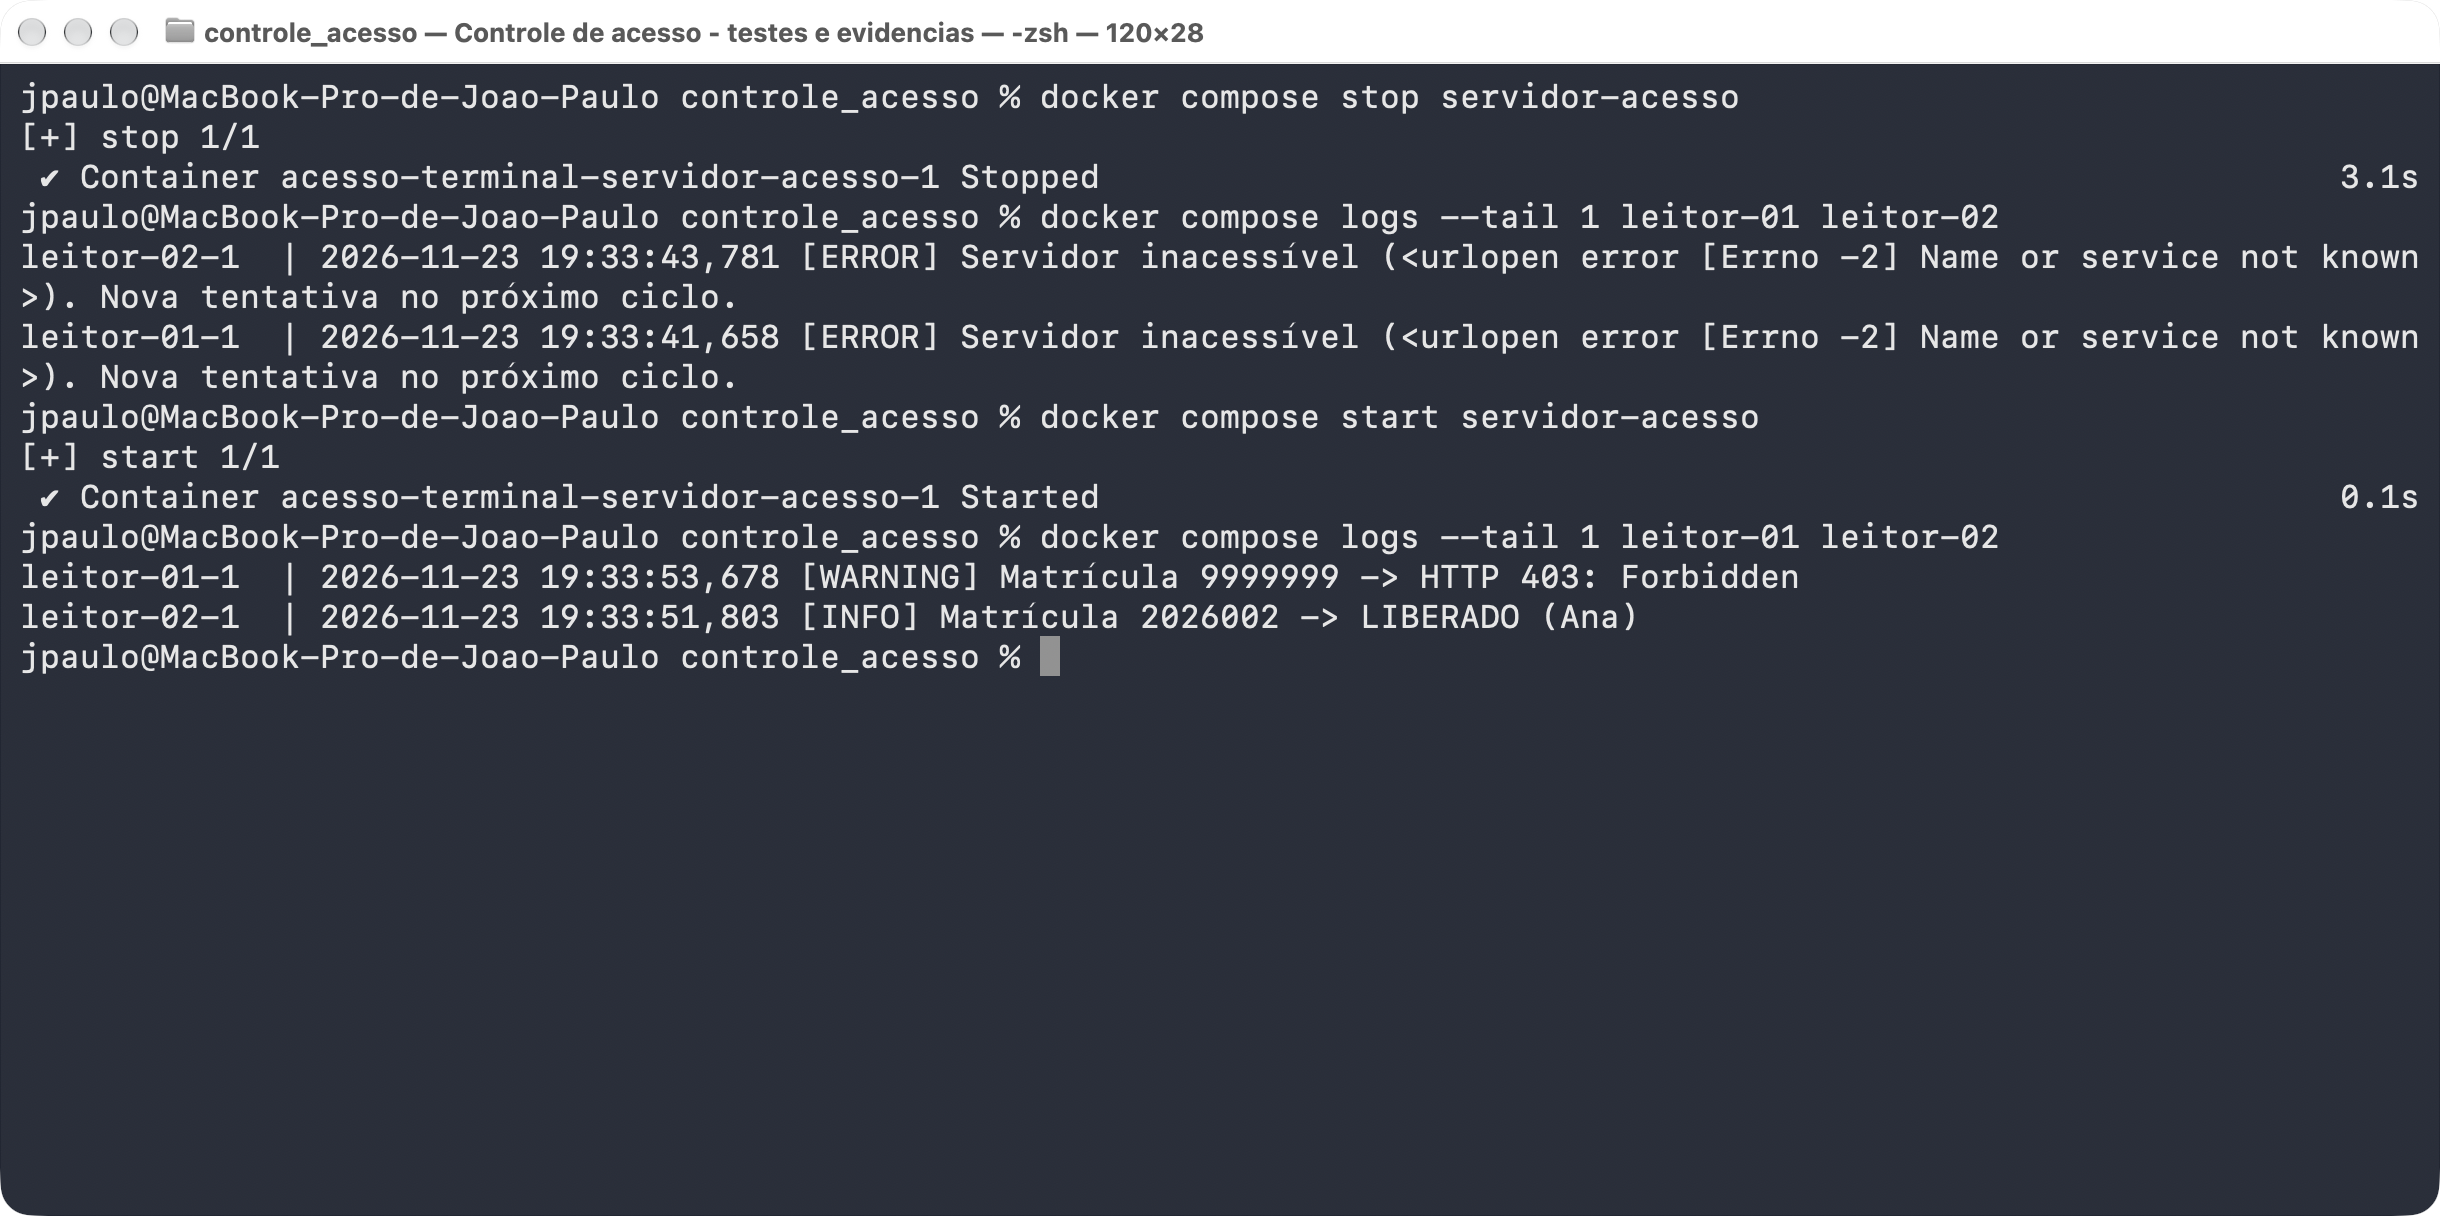 controle_acesso — Controle de acesso - testes e evidencias — -zsh — 120×28
jpaulo@MacBook-Pro-de-Joao-Paulo controle_acesso % docker compose stop servidor-acesso
[+] stop 1/1
✔ Container acesso-terminal-servidor-acesso-1 Stopped 3.1s
jpaulo@MacBook-Pro-de-Joao-Paulo controle_acesso % docker compose logs --tail 1 leitor-01 leitor-02
leitor-02-1  | 2026-11-23 19:33:43,781 [ERROR] Servidor inacessível (<urlopen error [Errno -2] Name or service not known
>). Nova tentativa no próximo ciclo.
leitor-01-1  | 2026-11-23 19:33:41,658 [ERROR] Servidor inacessível (<urlopen error [Errno -2] Name or service not known
>). Nova tentativa no próximo ciclo.
jpaulo@MacBook-Pro-de-Joao-Paulo controle_acesso % docker compose start servidor-acesso
[+] start 1/1
✔ Container acesso-terminal-servidor-acesso-1 Started 0.1s
jpaulo@MacBook-Pro-de-Joao-Paulo controle_acesso % docker compose logs --tail 1 leitor-01 leitor-02
leitor-01-1  | 2026-11-23 19:33:53,678 [WARNING] Matrícula 9999999 -> HTTP 403: Forbidden
leitor-02-1  | 2026-11-23 19:33:51,803 [INFO] Matrícula 2026002 -> LIBERADO (Ana)
jpaulo@MacBook-Pro-de-Joao-Paulo controle_acesso %